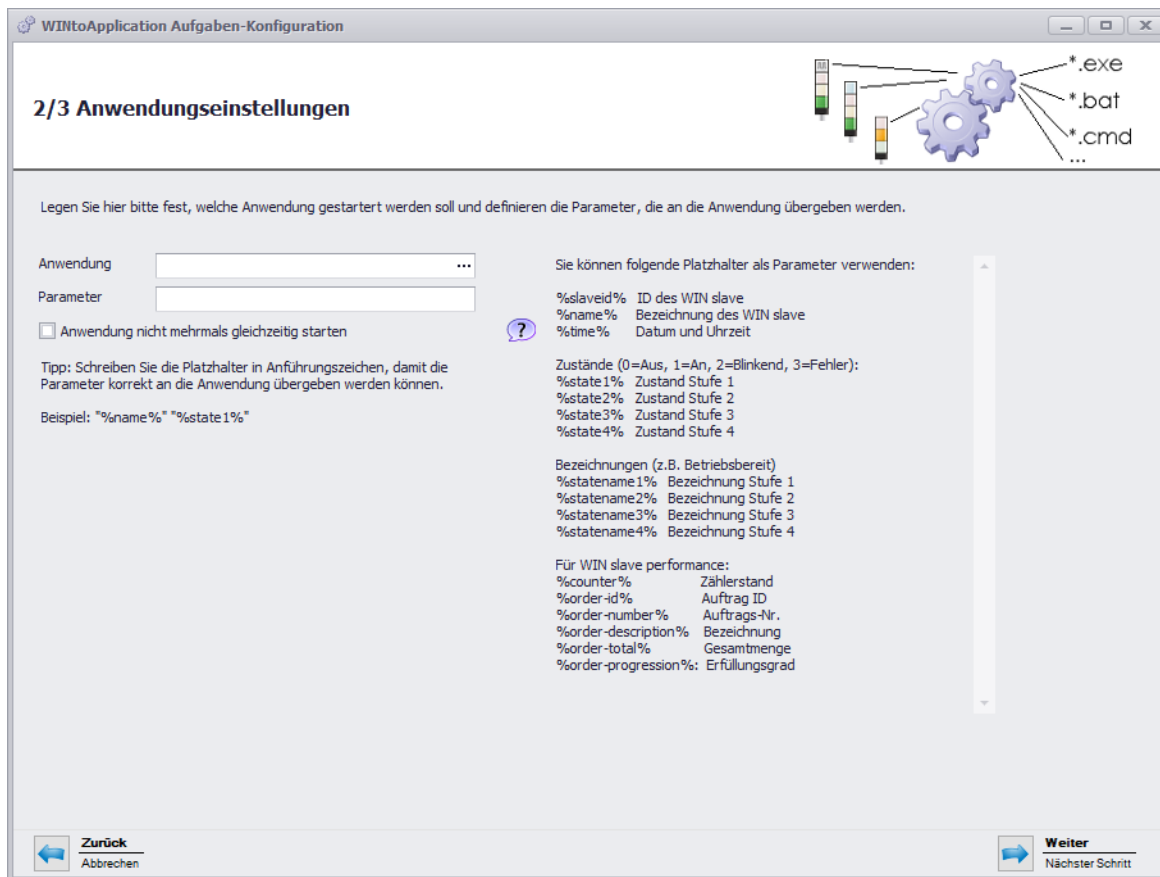 WINtoApplication Aufgaben-Konfiguration
2/3 Anwendungseinstellungen
*.exe
*.bat
*.cmd
...
Legen Sie hier bitte fest, welche Anwendung gestartert werden soll und definieren die Parameter, die an die Anwendung übergeben werden.
Anwendung ...
Parameter
Anwendung nicht mehrmals gleichzeitig starten
?
Tipp: Schreiben Sie die Platzhalter in Anführungszeichen, damit die
Parameter korrekt an die Anwendung übergeben werden können.
Beispiel: "%name%" "%state1%"
Sie können folgende Platzhalter als Parameter verwenden:
%slaveid% ID des WIN slave
%name% Bezeichnung des WIN slave
%time% Datum und Uhrzeit
Zustände (0=Aus, 1=An, 2=Blinkend, 3=Fehler):
%state1% Zustand Stufe 1
%state2% Zustand Stufe 2
%state3% Zustand Stufe 3
%state4% Zustand Stufe 4
Bezeichnungen (z.B. Betriebsbereit)
%statename1% Bezeichnung Stufe 1
%statename2% Bezeichnung Stufe 2
%statename3% Bezeichnung Stufe 3
%statename4% Bezeichnung Stufe 4
Für WIN slave performance:
%counter% Zählerstand
%order-id% Auftrag ID
%order-number% Auftrags-Nr.
%order-description% Bezeichnung
%order-total% Gesamtmenge
%order-progression%: Erfüllungsgrad
Zurück
Abbrechen
Weiter
Nächster Schritt